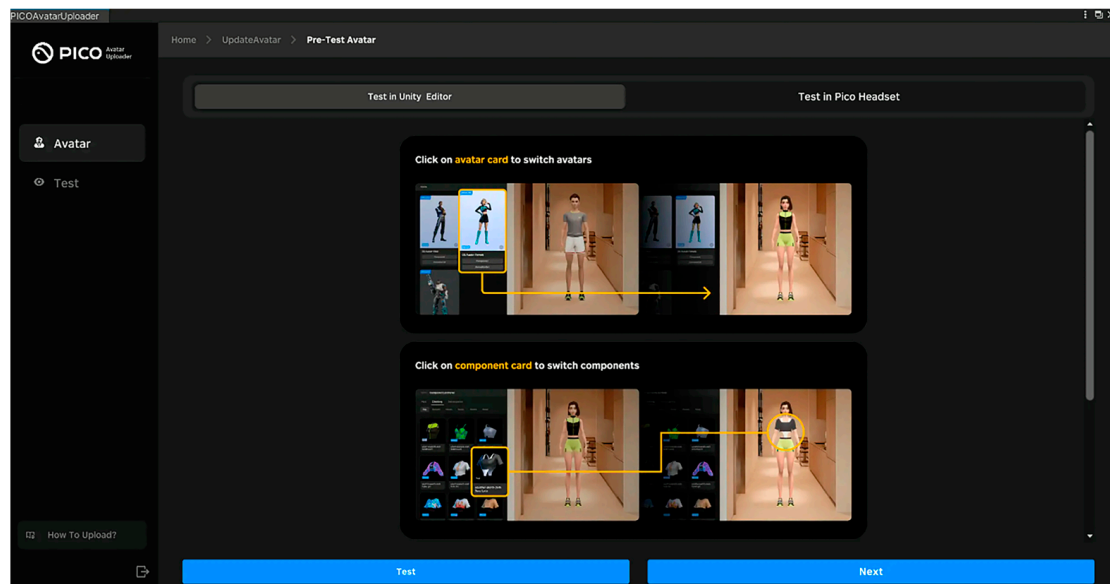 PICOAvatarUploader
PICO Avatar Uploader
Home > UpdateAvatar > Pre-Test Avatar
Test in Unity Editor
Test in Pico Headset
Avatar
Test
Click on avatar card to switch avatars
Click on component card to switch components
How To Upload?
Test
Next